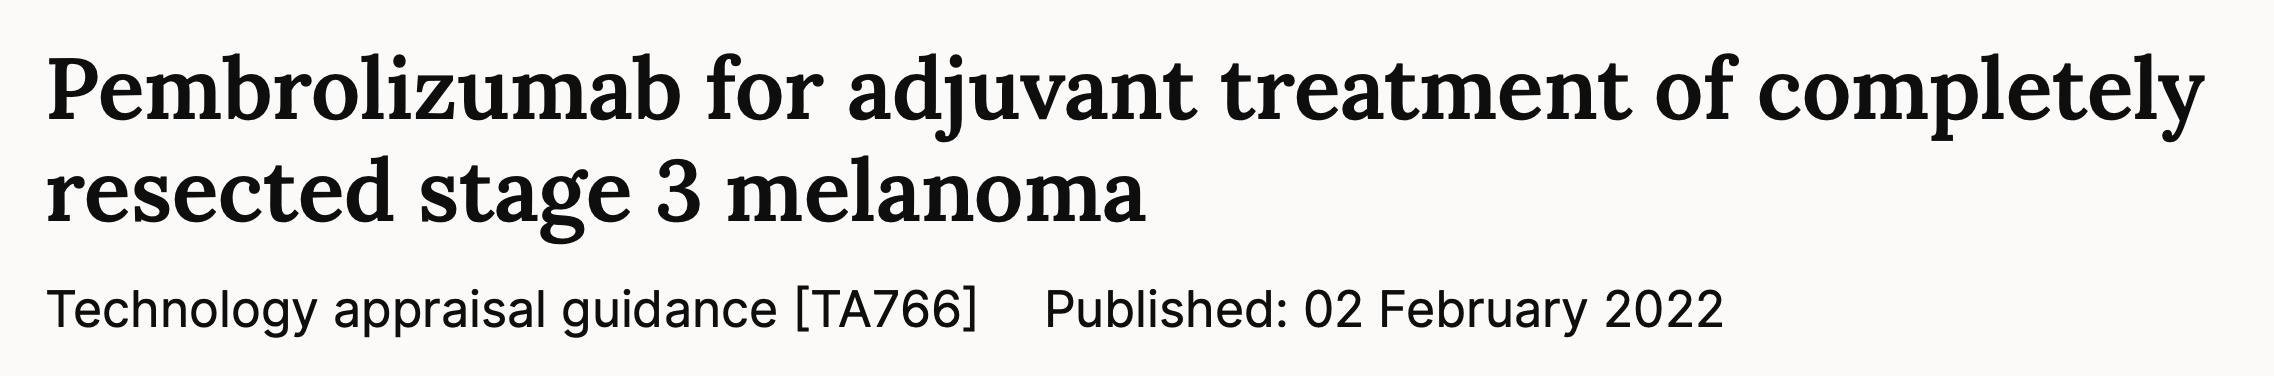 Pembrolizumab for adjuvant treatment of completely
resected stage 3 melanoma
Technology appraisal guidance [TA766] Published: 02 February 2022